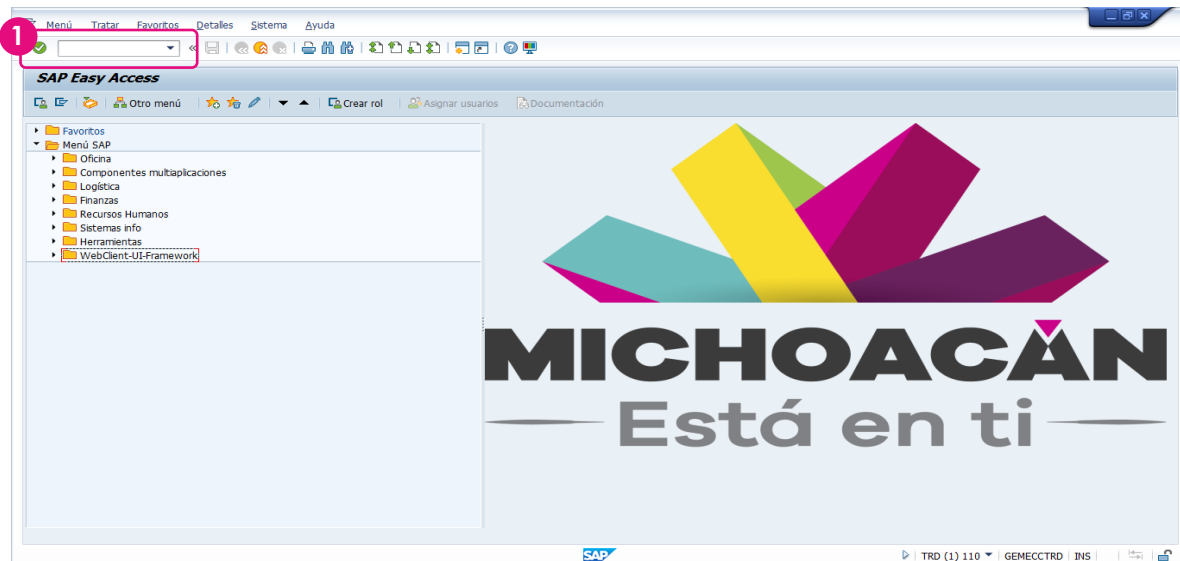 1
Menú Tratar Favoritos Detalles Sistema Ayuda
SAP Easy Access
Otro menú Crear rol Asignar usuarios Documentación
Favoritos
Menú SAP
Oficina
Componentes multiaplicaciones
Logística
Finanzas
Recursos Humanos
Sistemas info
Herramientas
WebClient-UI-Framework
MICHOACÁN
Está en ti
SAP TRD (1) 110 GEMECCTRD INS